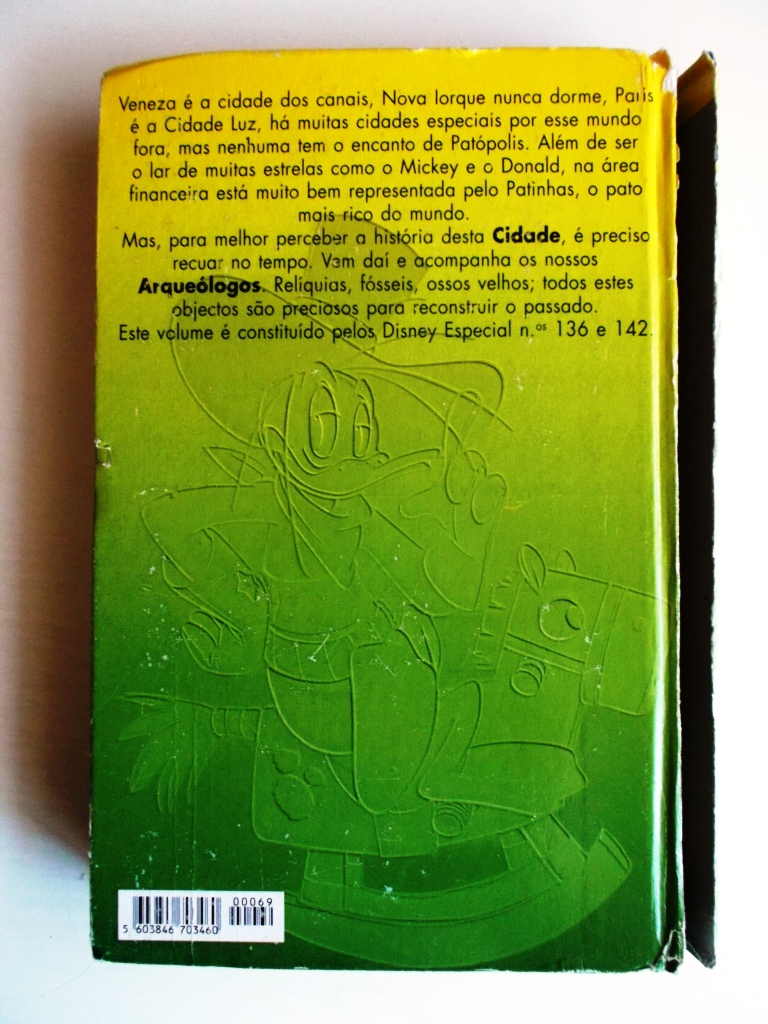 Veneza é a cidade dos canais, Nova Iorque nunca dorme, Paris
é a Cidade Luz, há muitas cidades especiais por esse mundo
fora, mas nenhuma tem o encanto de Patópolis. Além de ser
o lar de muitas estrelas como o Mickey e o Donald, na área
financeira está muito bem representada pelo Patinhas, o pato
mais rico do mundo.
Mas, para melhor perceber a história desta Cidade, é preciso
recuar no tempo. Vem daí e acompanha os nossos
Arqueólogos. Relíquias, fósseis, ossos velhos; todos estes
objectos são preciosos para reconstruir o passado.
Este volume é constituído pelos Disney Especial n.ºs 136 e 142.
00069
5 603846 703460